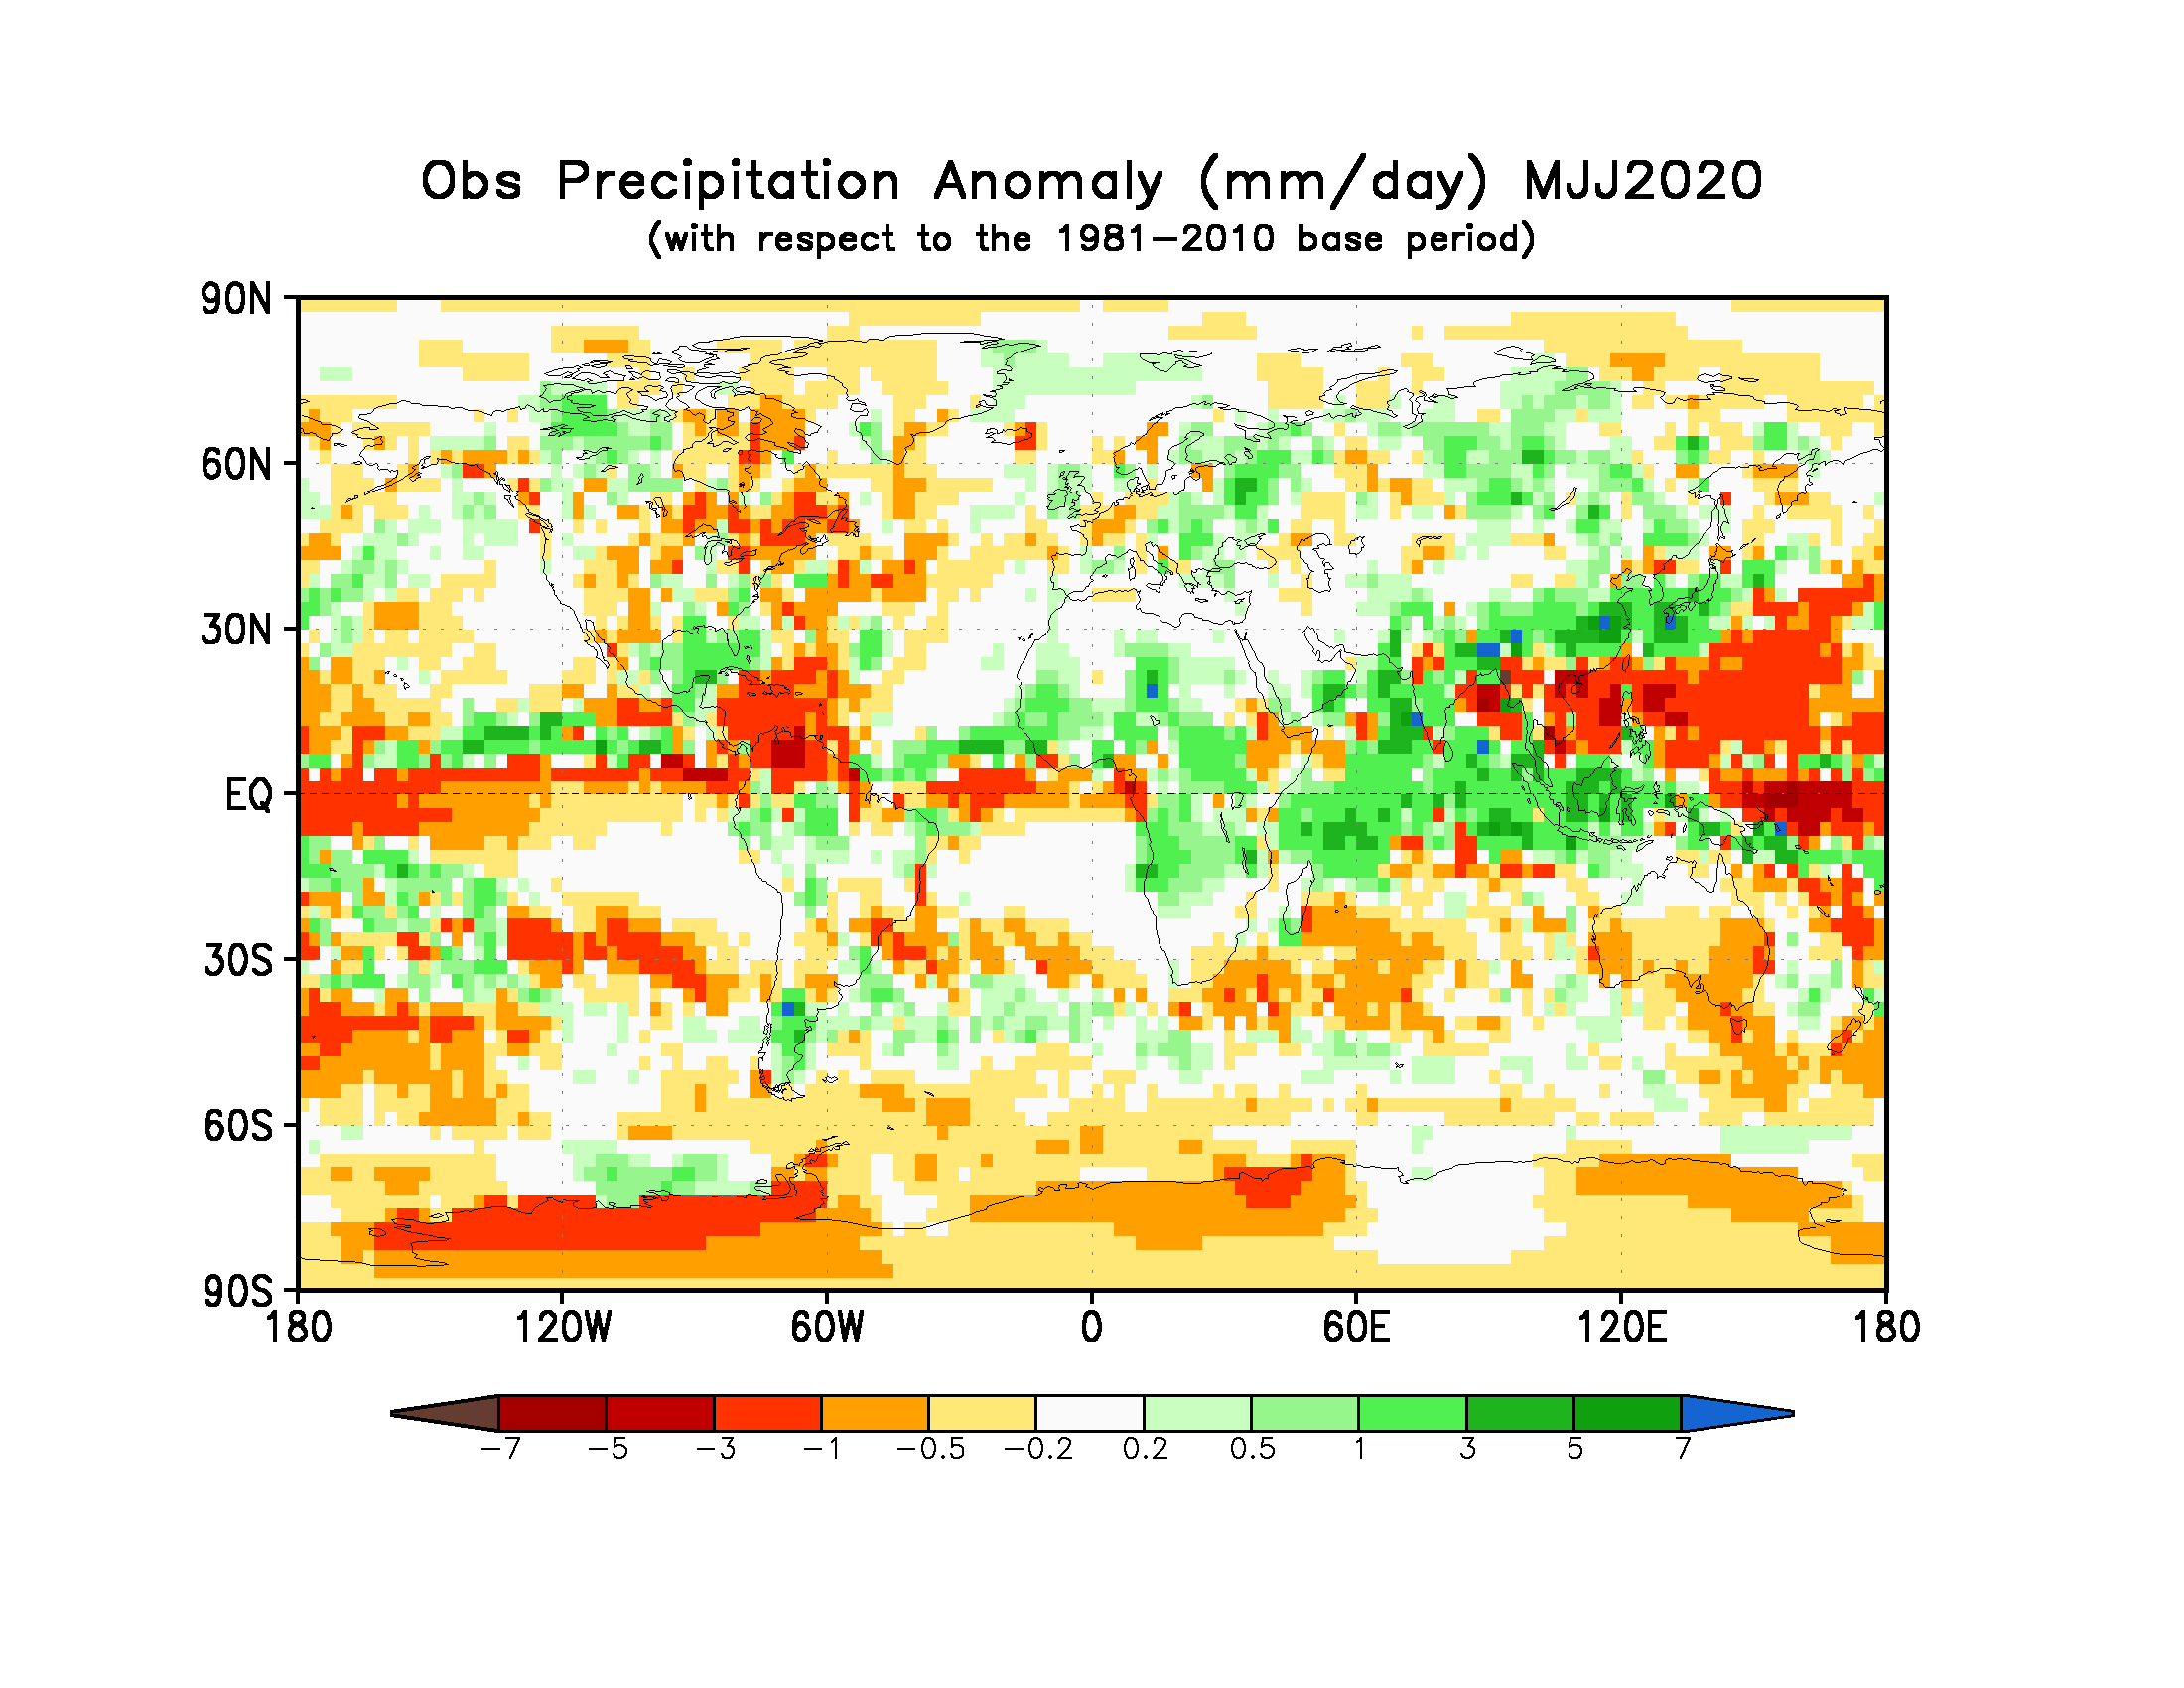 Obs Precipitation Anomaly (mm/day) MJJ2020
(with respect to the 1981−2010 base period)
90N
60N
30N
EQ
30S
60S
90S
180 120W 60W 0 60E 120E 180
−7 −5 −3 −1 −0.5 −0.2 0.2 0.5 1 3 5 7